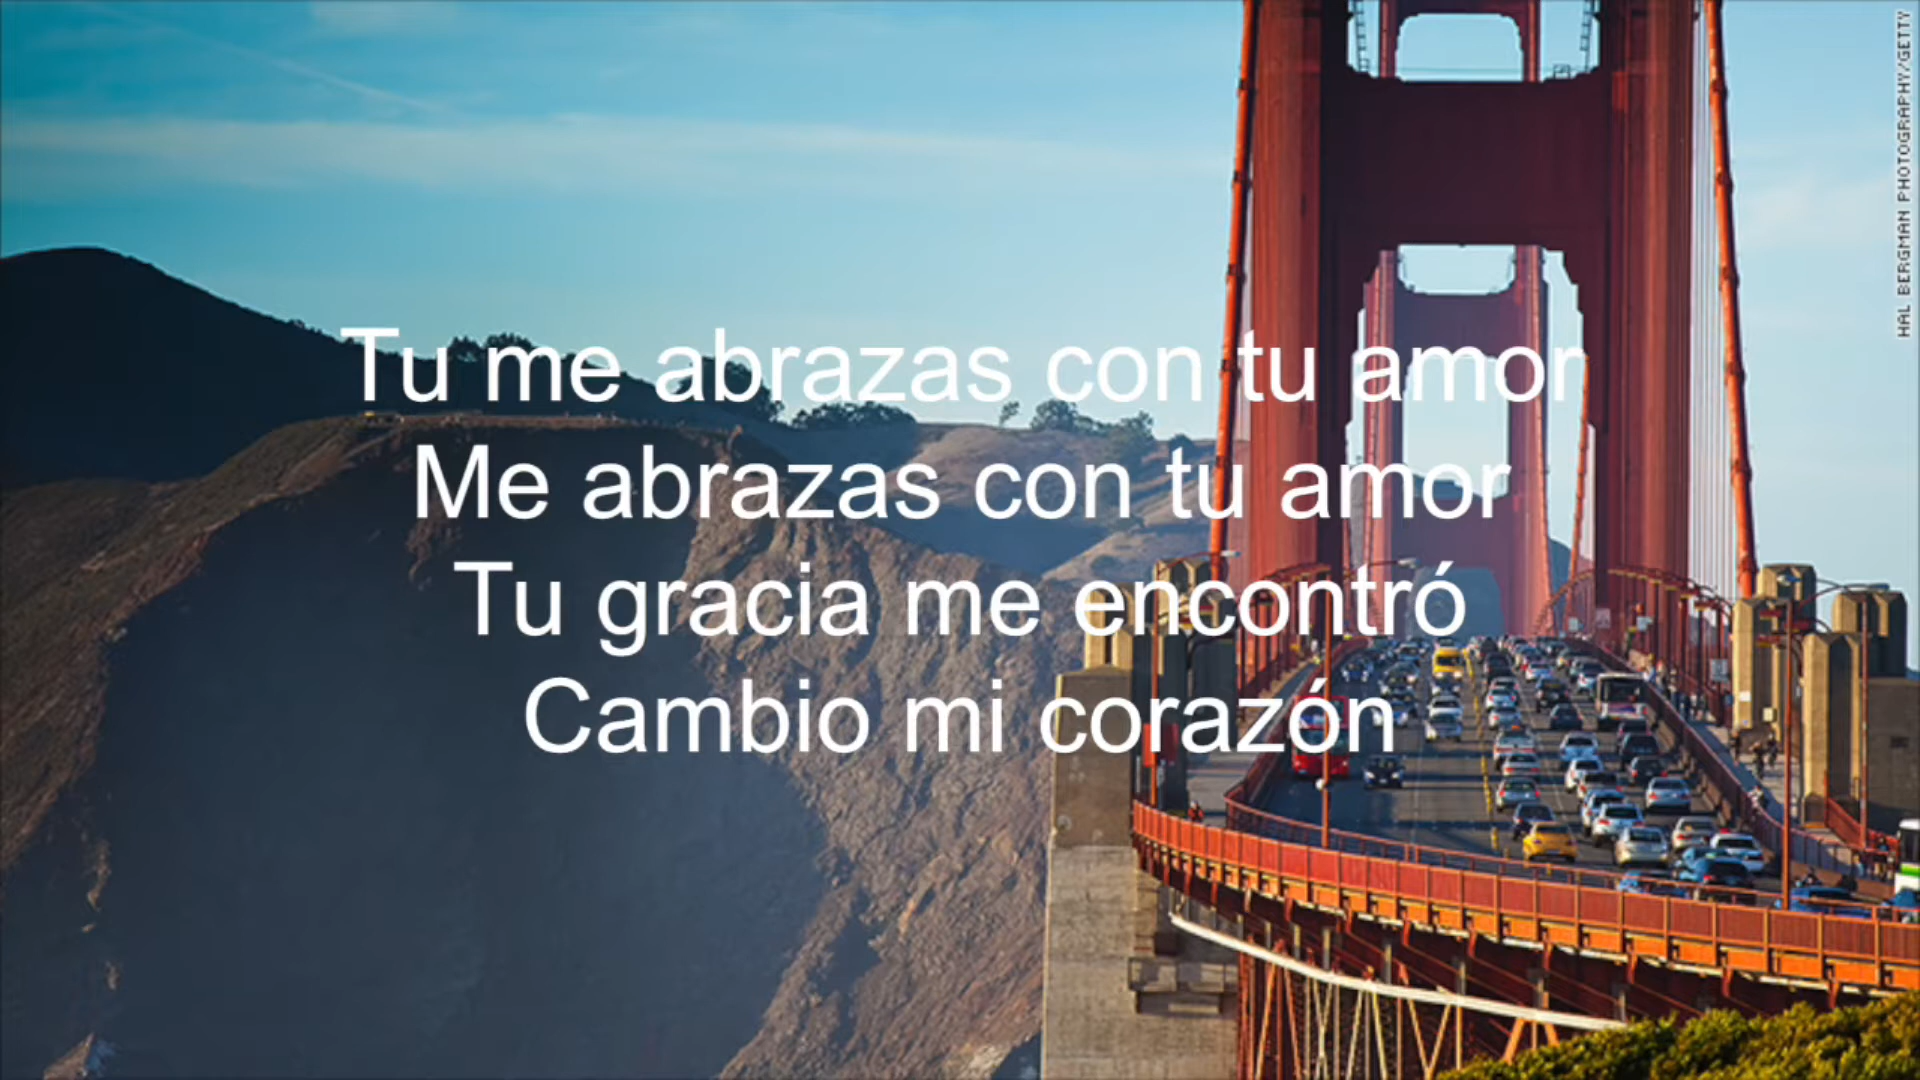 Tu me abrazas con tu amor
Me abrazas con tu amor
Tu gracia me encontró
Cambio mi corazón
HAL BERGMAN PHOTOGRAPHY/GETTY